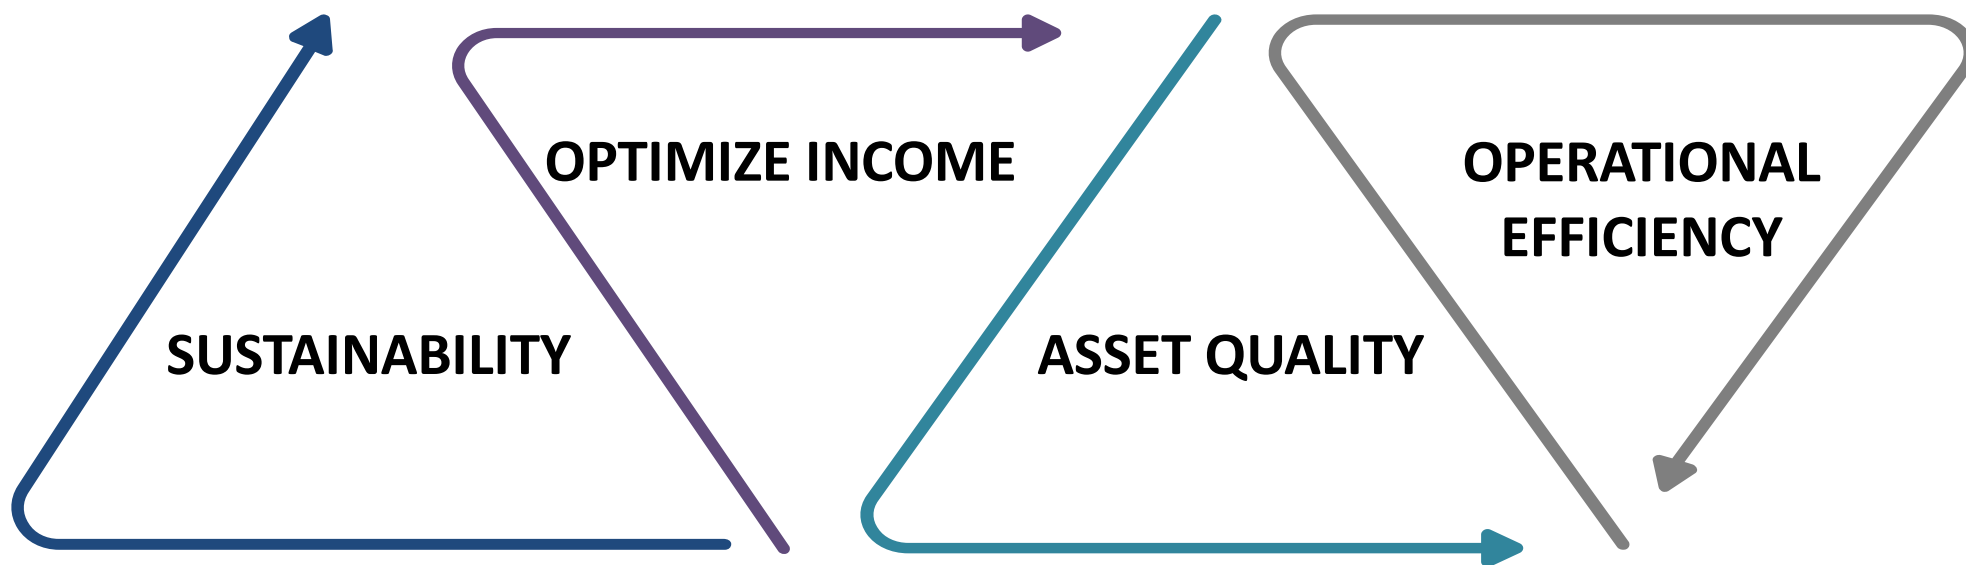 SUSTAINABILITY
OPTIMIZE INCOME
ASSET QUALITY
OPERATIONAL
EFFICIENCY